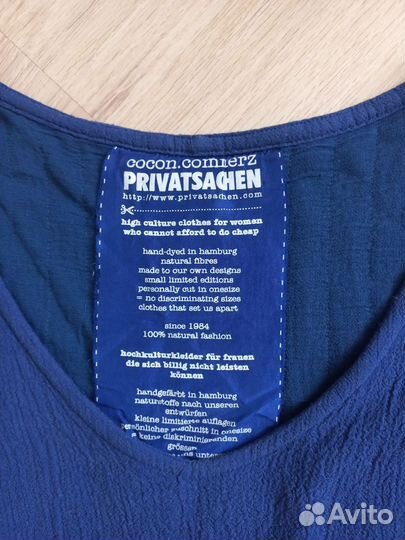 cocon.comerz
PRIVATSACHEN
http://www.privatsachen.com
high culture clothes for women
who cannot afford to do cheap
hand-dyed in hamburg
natural fibres
made to our own designs
small limited editions
personally cut in onesize
= no discriminating sizes
clothes that set us apart
since 1984
100% natural fashion
hochkulturkleider für frauen
die sich billig nicht leisten
können
handgefärbt in hamburg
naturstoffe nach unseren
entwürfen
kleine limitierte auflagen
persönlicher zuschnitt in onesize
keine diskriminierenden
grössen
uns
Avito